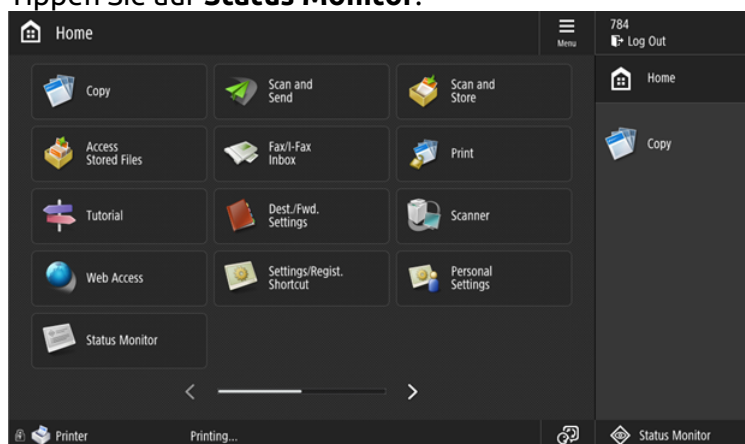 Tippen Sie auf Status Monitor.
Home
Menu
784
Log Out
Copy
Scan and
Send
Scan and
Store
Home
Access
Stored Files
Fax/I-Fax
Inbox
Print
Copy
Tutorial
Dest./Fwd.
Settings
Scanner
Web Access
Settings/Regist.
Shortcut
Personal
Settings
Status Monitor
Printer
Printing...
Status Monitor